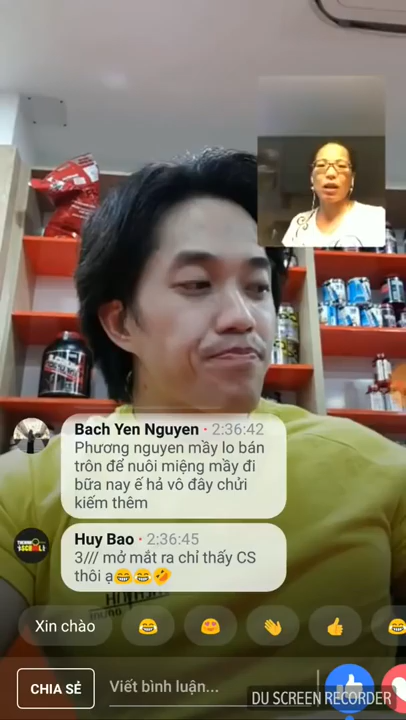 Bach Yen Nguyen • 2:36:42
Phương nguyen mầy lo bán
trôn để nuôi miệng mầy đi
bữa nay ế hả vô đây chửi
kiếm thêm
Huy Bao • 2:36:45
3/// mở mắt ra chỉ thấy CS
thôi ạ😂😂🤣
Xin chào 😂 😍 👋 👍 😂
CHIA SẺ
Viết bình luận...
DU SCREEN RECORDER